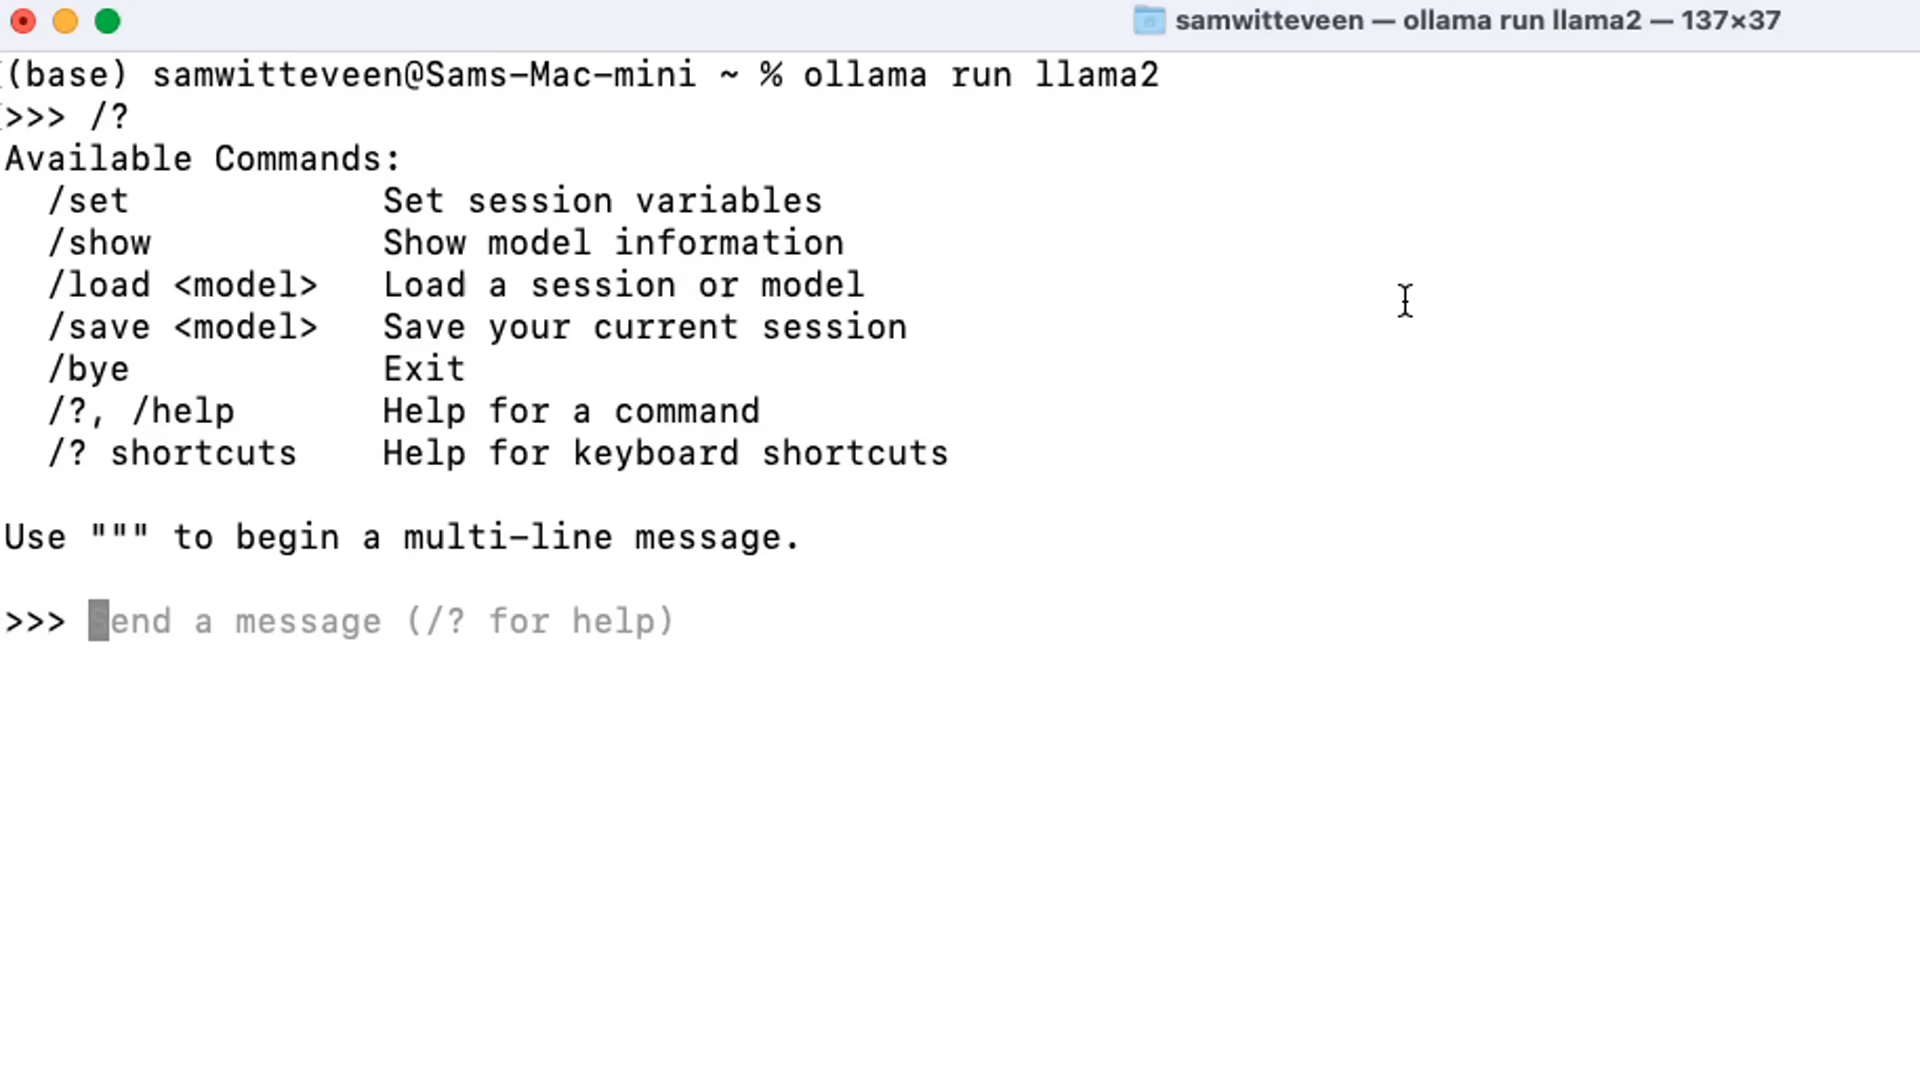 samwitteveen — ollama run llama2 — 137×37
(base) samwitteveen@Sams-Mac-mini ~ % ollama run llama2
>>> /?
Available Commands:
  /set            Set session variables
  /show           Show model information
  /load <model>   Load a session or model
  /save <model>   Save your current session
  /bye            Exit
  /?, /help       Help for a command
  /? shortcuts    Help for keyboard shortcuts
Use """ to begin a multi-line message.
>>> Send a message (/? for help)